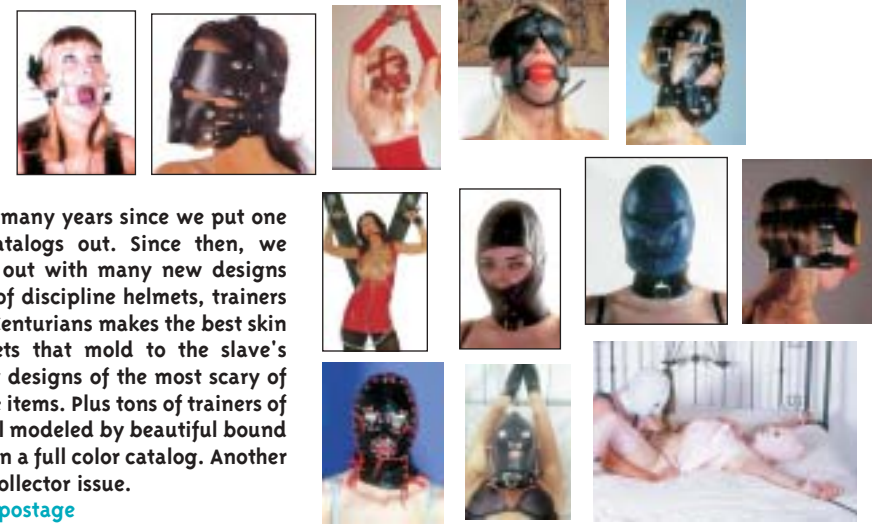 many years since we put one
atalogs out. Since then, we
out with many new designs
of discipline helmets, trainers
enturians makes the best skin
ets that mold to the slave's
designs of the most scary of
items. Plus tons of trainers of
l modeled by beautiful bound
n a full color catalog. Another
ollector issue.
postage